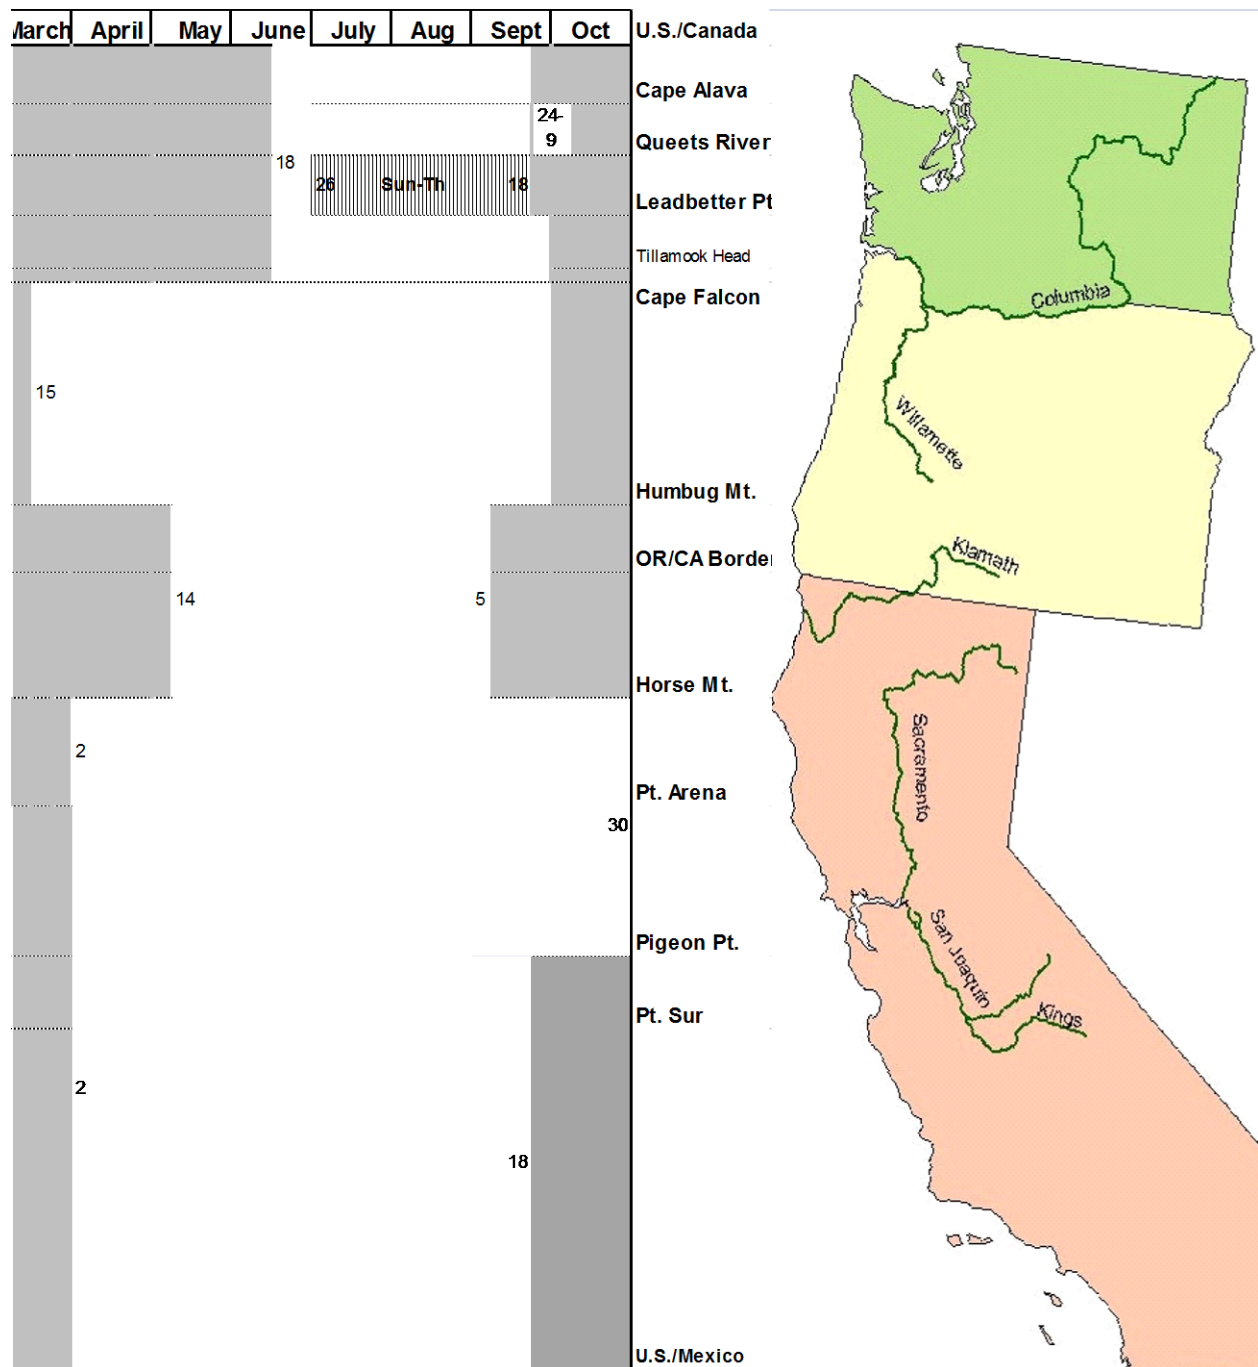 March April May June July Aug Sept Oct U.S./Canada
Cape Alava
24-
9
Queets River
18
26 Sun-Th 18
Leadbetter Pt
Tillamook Head
Cape Falcon
15
Humbug Mt.
OR/CA Border
14
5
Horse Mt.
2
Pt. Arena
30
Pigeon Pt.
Pt. Sur
2
18
U.S./Mexico
Columbia
Willamette
Klamath
Sacramento
San Joaquin
Kings